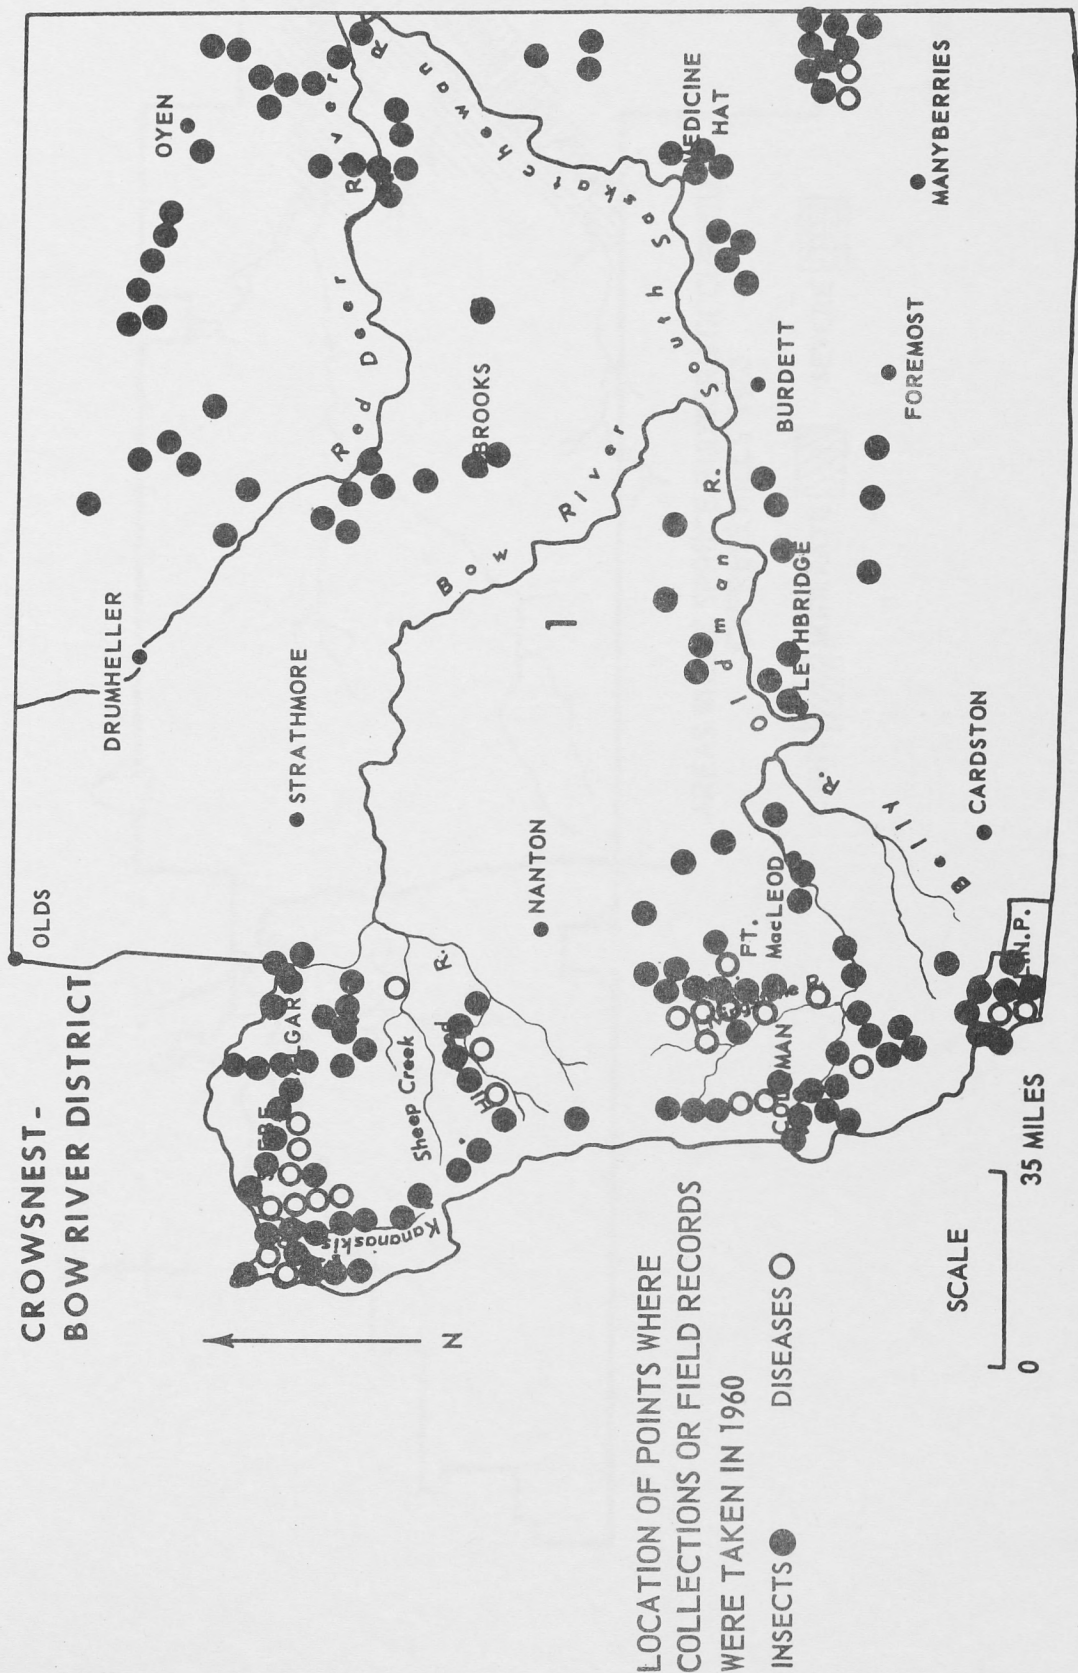 CROWSNEST-
BOW RIVER DISTRICT
N
LOCATION OF POINTS WHERE
COLLECTIONS OR FIELD RECORDS
WERE TAKEN IN 1960
INSECTS DISEASES
SCALE
0 35 MILES
OLDS
DRUMHELLER
OYEN
STRATHMORE
Red Deer River
Sheep Creek
Kananaskis
R.
BROOKS
Bow River
NANTON
1
South Saskatchewan R
MEDICINE
HAT
BURDETT
Oldman R.
LETHBRIDGE
FT.
MacLEOD
Belly R.
CARDSTON
FOREMOST
MANYBERRIES
N.P.